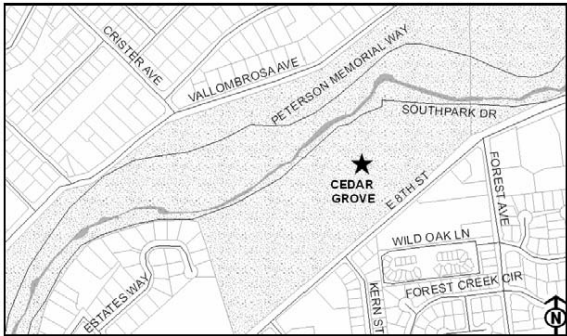 CRISTER AVE
VALLOMBROSA AVE
PETERSON MEMORIAL WAY
SOUTHPARK DR
CEDAR
GROVE
E 8TH ST
FOREST AVE
WILD OAK LN
ESTATES WAY
KERN ST
FOREST CREEK CIR
N